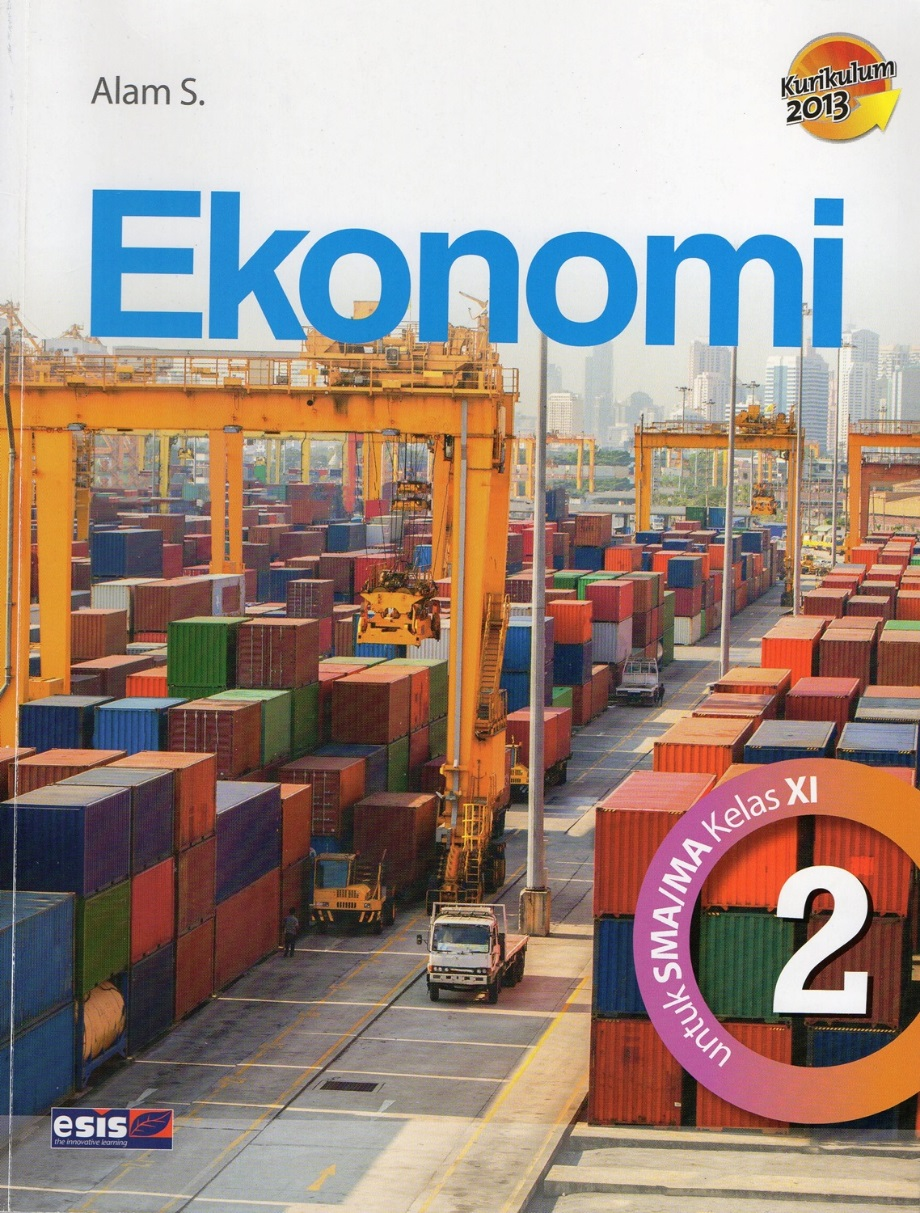 Alam S.
Kurikulum
2013
Ekonomi
untuk SMA/MA Kelas XI
2
esis
the innovative learning